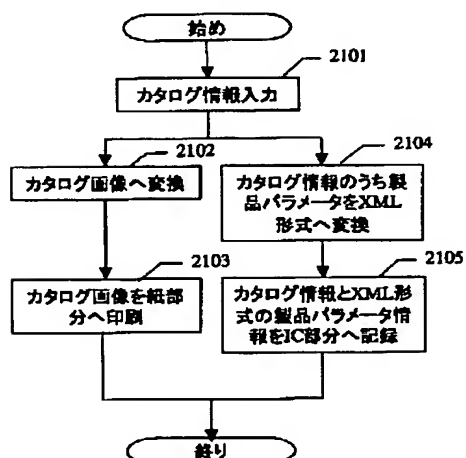 始め
2101
カタログ情報入力
2102
カタログ画像へ変換
2104
カタログ情報のうち製
品パラメータをXML
形式へ変換
2103
カタログ画像を紙部
分へ印刷
2105
カタログ情報とXML形
式の製品パラメータ情
報をIC部分へ記録
終り